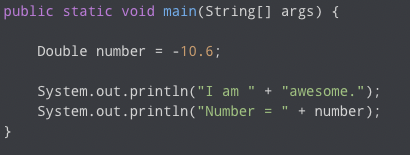 public static void main(String[] args) {
Double number = -10.6;
System.out.println("I am " + "awesome.");
System.out.println("Number = " + number);
}